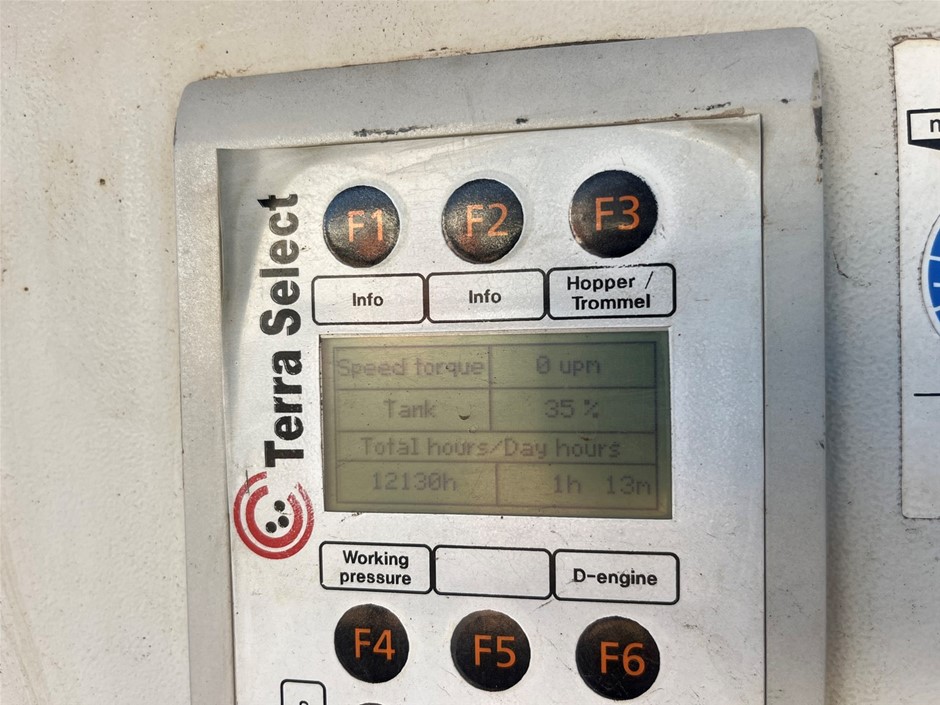 Terra Select
F1 F2 F3
Info Info Hopper /
Trommel
Speed torque 0 upm
Tank 35 %
Total hours/Day hours
12130h 1h 13m
Working
pressure D-engine
F4 F5 F6